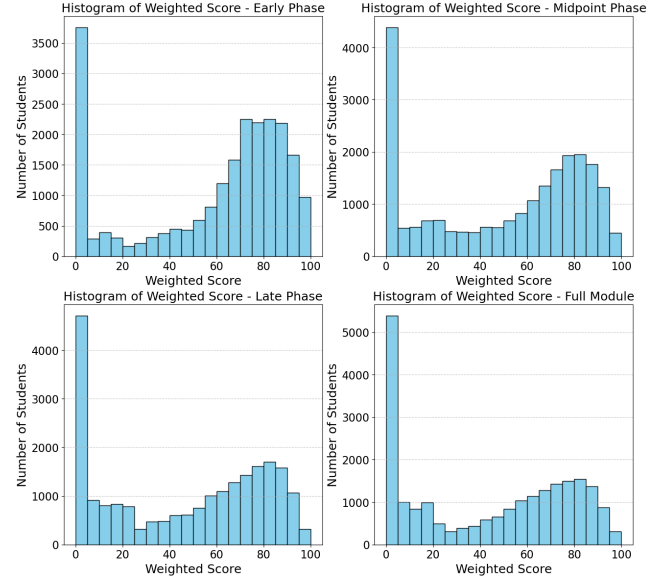 Histogram of Weighted Score - Early Phase
Number of Students
3500
3000
2500
2000
1500
1000
500
0
0 20 40 60 80 100
Weighted Score
Histogram of Weighted Score - Midpoint Phase
Number of Students
4000
3000
2000
1000
0
0 20 40 60 80 100
Weighted Score
Histogram of Weighted Score - Late Phase
Number of Students
4000
3000
2000
1000
0
0 20 40 60 80 100
Weighted Score
Histogram of Weighted Score - Full Module
Number of Students
5000
4000
3000
2000
1000
0
0 20 40 60 80 100
Weighted Score